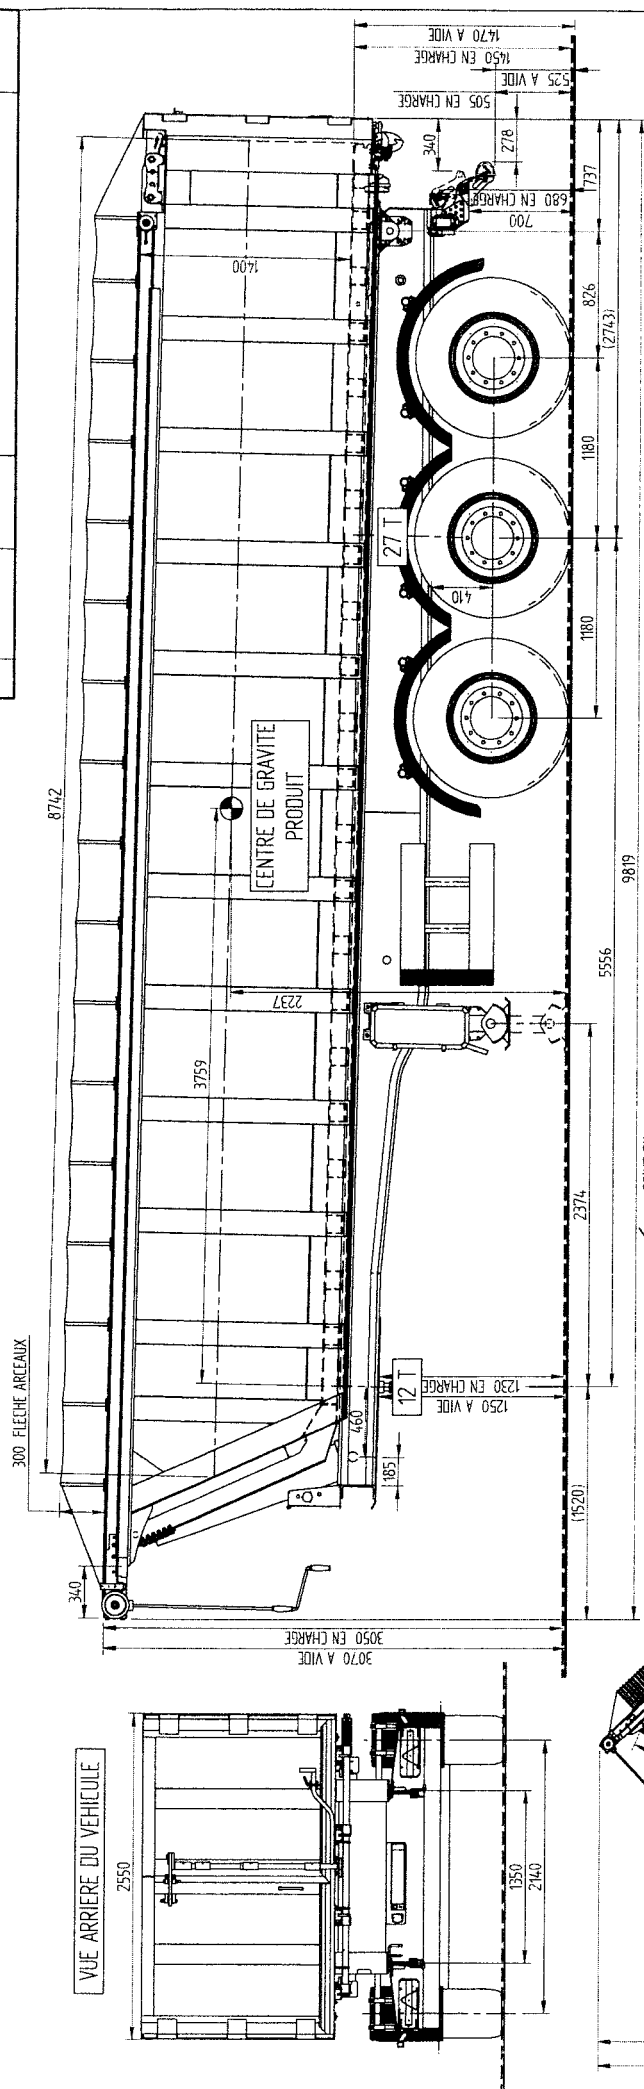 VUE ARRIERE DU VEHICULE
2550
1350
2140
3070 A VIDE
3050 EN CHARGE
340
300 FLECHE ARCEAUX
8742
185
460
12 T
1250 A VIDE
1230 EN CHARGE
(1520)
3759
2237
CENTRE DE GRAVITE
PRODUIT
2374
5556
9819
27 T
410
1180
1180
1400
826
(2743)
737
700
680 EN CHARGE
340
278
505 EN CHARGE
525 A VIDE
1450 EN CHARGE
1470 A VIDE